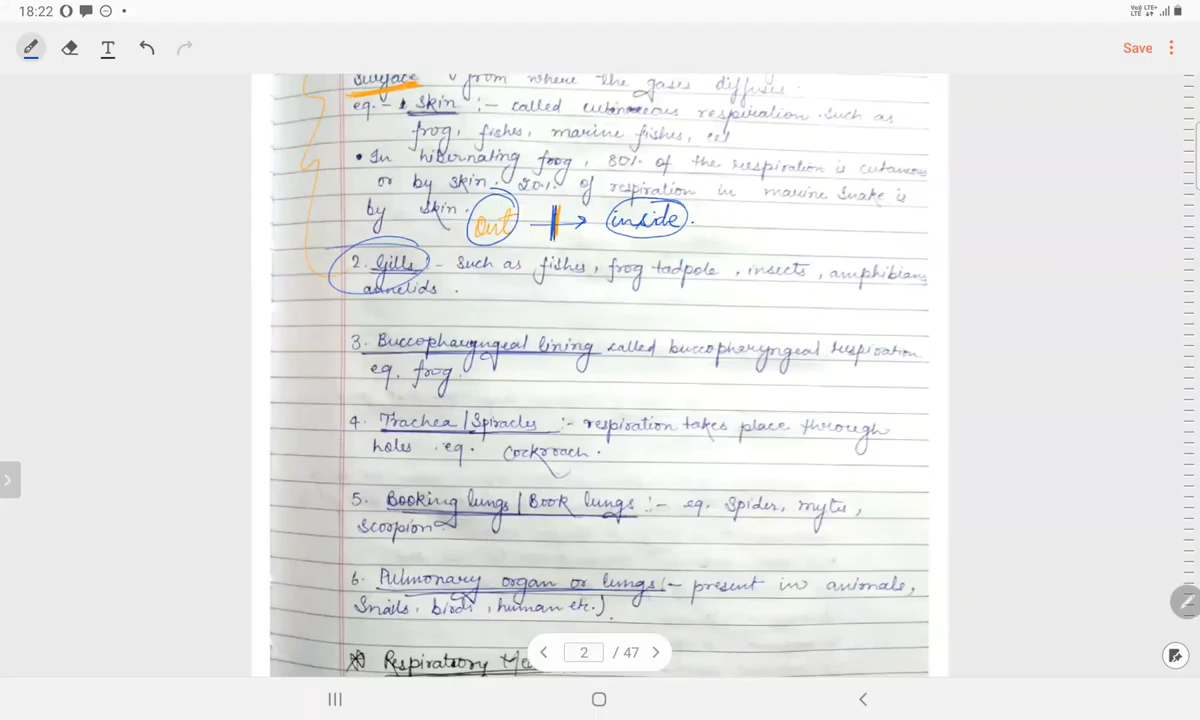 18:22
Save
Surface from where the gases diffuses.
eg. - 1 Skin :- called cutaneous respiration such as
frog, fishes, marine fishes, etc
• In hibernating frog, 80% of the respiration is cutaneous
or by skin. 20% of respiration in marine snake is
by skin. Out → inside.
2. Gills - Such as fishes, frog tadpole, insects, amphibians
annelids.
3. Buccopharyngeal lining called buccopharyngeal respiration
eg. frog.
4. Trachea/Spiracles :- respiration takes place through
holes. eg. Cockroach.
5. Booking lungs/Book lungs :- eg. Spider, myts,
Scorpion
6. Pulmonary organ or lungs :- present in animals,
Snails, birds, human etc.).
Respiratory Me
2 / 47